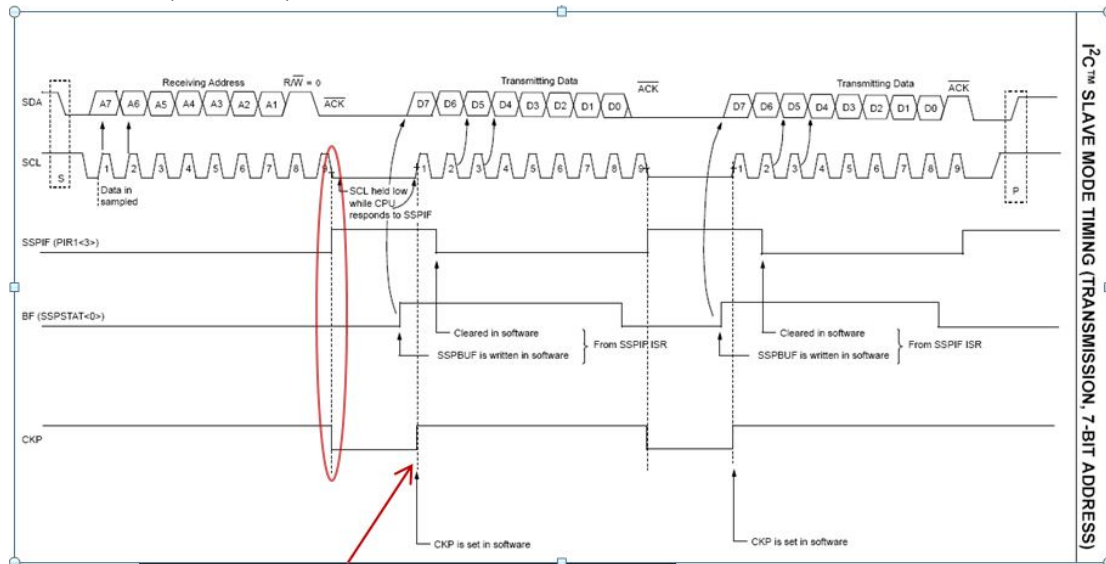 I²C™ SLAVE MODE TIMING (TRANSMISSION, 7-BIT ADDRESS)
Receiving Address R/W = 0 Transmitting Data ACK Transmitting Data ACK
SDA A7 A6 A5 A4 A3 A2 A1 ACK D7 D6 D5 D4 D3 D2 D1 D0 D7 D6 D5 D4 D3 D2 D1 D0
SCL 1 2 3 4 5 6 7 8 9 1 2 3 4 5 6 7 8 9 1 2 3 4 5 6 7 8 9
S P
Data in
sampled
SCL held low
while CPU
responds to SSPIF
SSPIF (PIR1<3>)
BF (SSPSTAT<0>)
Cleared in software
SSPBUF is written in software
From SSPIF ISR
Cleared in software
SSPBUF is written in software
From SSPIF ISR
CKP
CKP is set in software
CKP is set in software